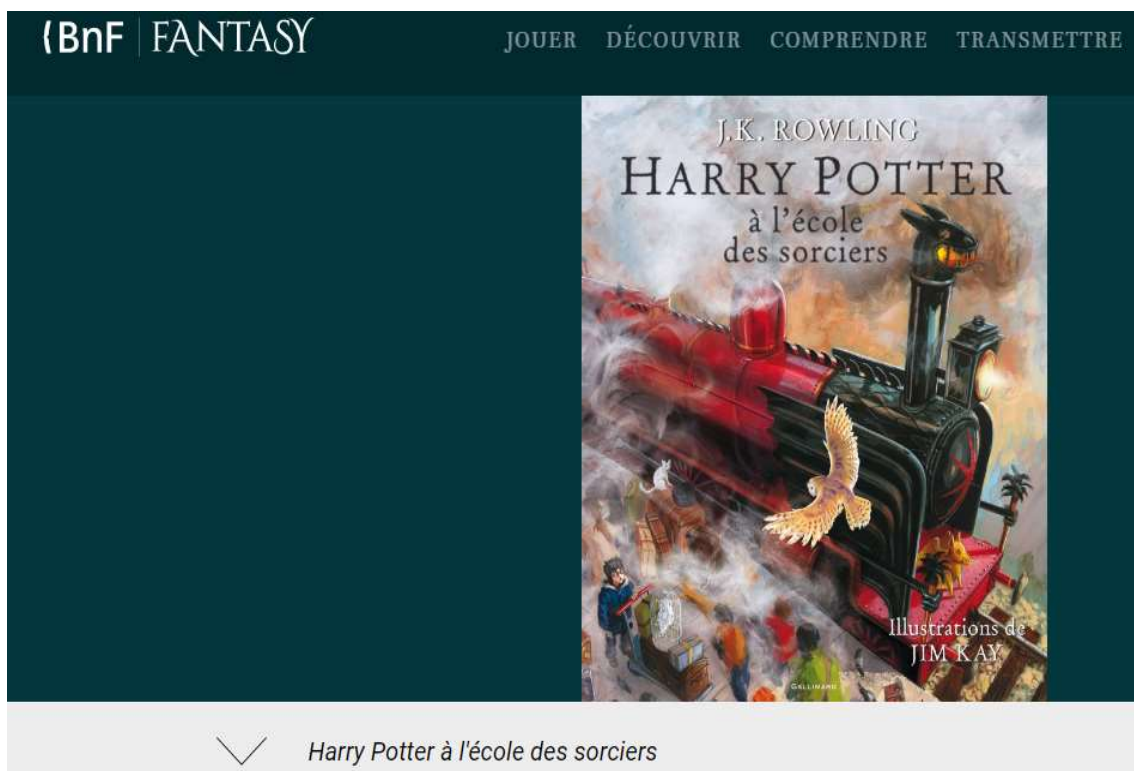 {BnF | FANTASY
JOUER DÉCOUVRIR COMPRENDRE TRANSMETTRE
J.K. ROWLING
HARRY POTTER
à l'école
des sorciers
Illustrations de
JIM KAY
GALLIMARD
Harry Potter à l'école des sorciers